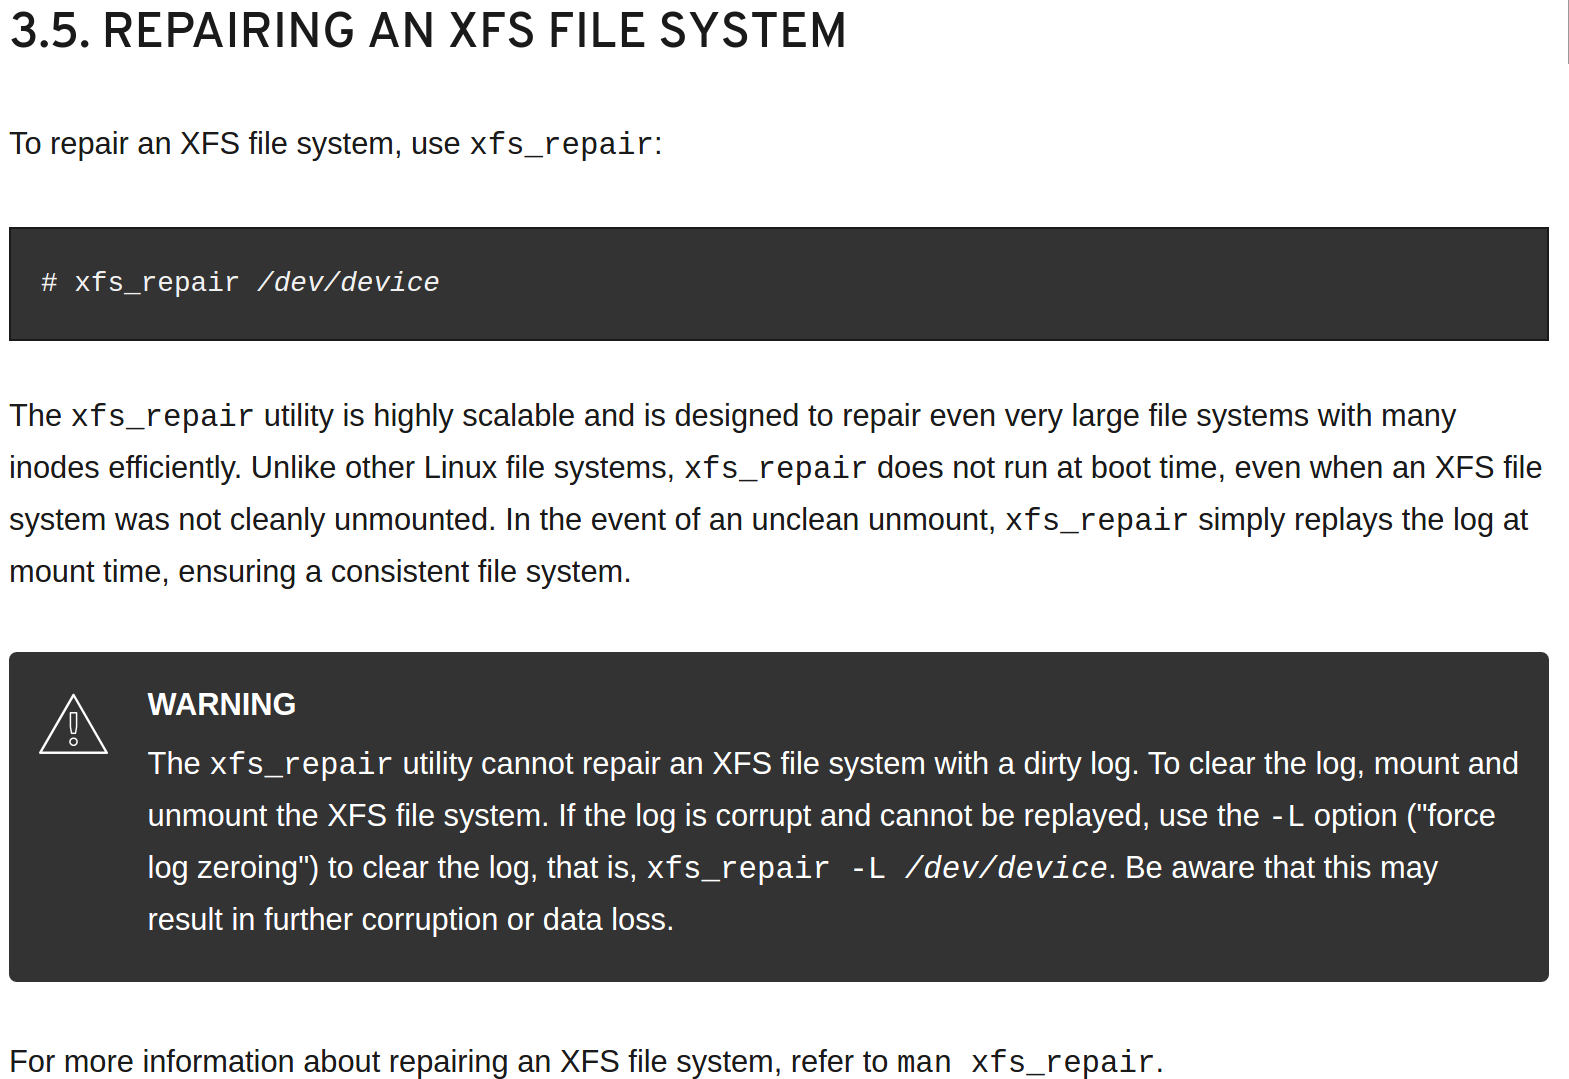 3.5. REPAIRING AN XFS FILE SYSTEM
To repair an XFS file system, use xfs_repair:
# xfs_repair /dev/device
The xfs_repair utility is highly scalable and is designed to repair even very large file systems with many
inodes efficiently. Unlike other Linux file systems, xfs_repair does not run at boot time, even when an XFS file
system was not cleanly unmounted. In the event of an unclean unmount, xfs_repair simply replays the log at
mount time, ensuring a consistent file system.
WARNING
The xfs_repair utility cannot repair an XFS file system with a dirty log. To clear the log, mount and
unmount the XFS file system. If the log is corrupt and cannot be replayed, use the -L option ("force
log zeroing") to clear the log, that is, xfs_repair -L /dev/device. Be aware that this may
result in further corruption or data loss.
For more information about repairing an XFS file system, refer to man xfs_repair.